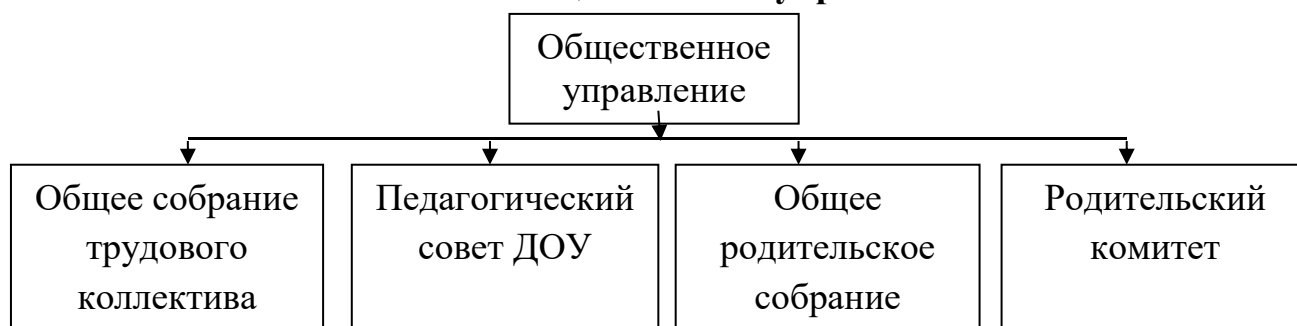 Общественное
управление
Общее собрание
трудового
коллектива
Педагогический
совет ДОУ
Общее
родительское
собрание
Родительский
комитет